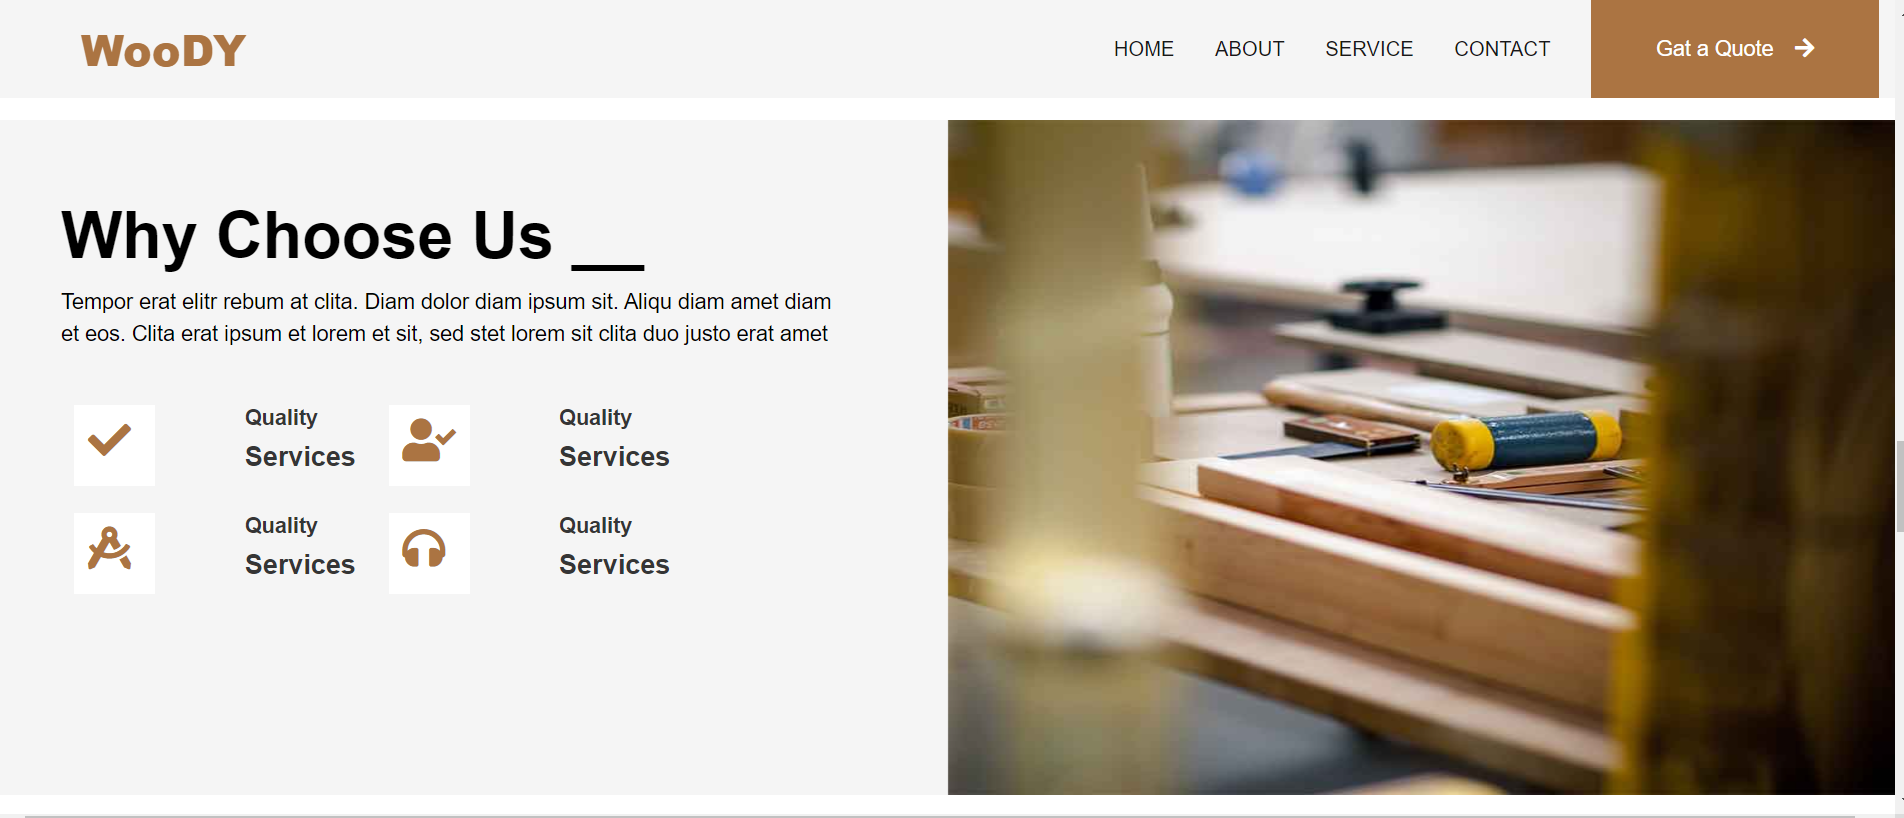 WooDY
HOME ABOUT SERVICE CONTACT Gat a Quote
Why Choose Us __
Tempor erat elitr rebum at clita. Diam dolor diam ipsum sit. Aliqu diam amet diam
et eos. Clita erat ipsum et lorem et sit, sed stet lorem sit clita duo justo erat amet
Quality
Services
Quality
Services
Quality
Services
Quality
Services